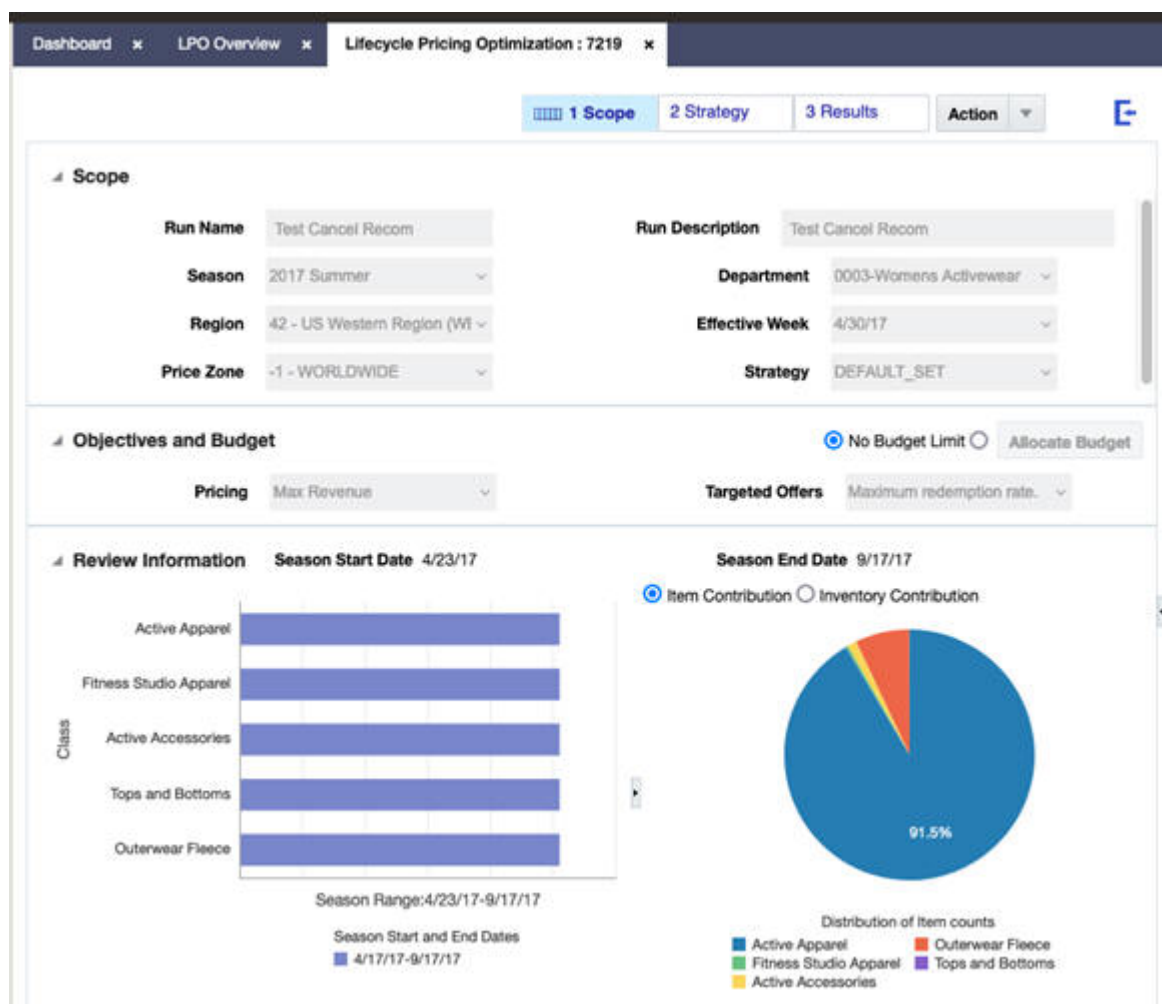 Dashboard × LPO Overview × Lifecycle Pricing Optimization : 7219 ×
1 Scope 2 Strategy 3 Results Action
Scope
Run Name Test Cancel Recom Run Description Test Cancel Recom
Season 2017 Summer Department 0003-Womens Activewear
Region 42 - US Western Region (WE Effective Week 4/30/17
Price Zone -1 - WORLDWIDE Strategy DEFAULT_SET
Objectives and Budget No Budget Limit Allocate Budget
Pricing Max Revenue Targeted Offers Maximum redemption rate.
Review Information Season Start Date 4/23/17 Season End Date 9/17/17
Item Contribution Inventory Contribution
Active Apparel
Fitness Studio Apparel
Class
Active Accessories
Tops and Bottoms
Outerwear Fleece
91.5%
Season Range:4/23/17-9/17/17
Season Start and End Dates
4/17/17-9/17/17
Distribution of Item counts
Active Apparel Outerwear Fleece
Fitness Studio Apparel Tops and Bottoms
Active Accessories